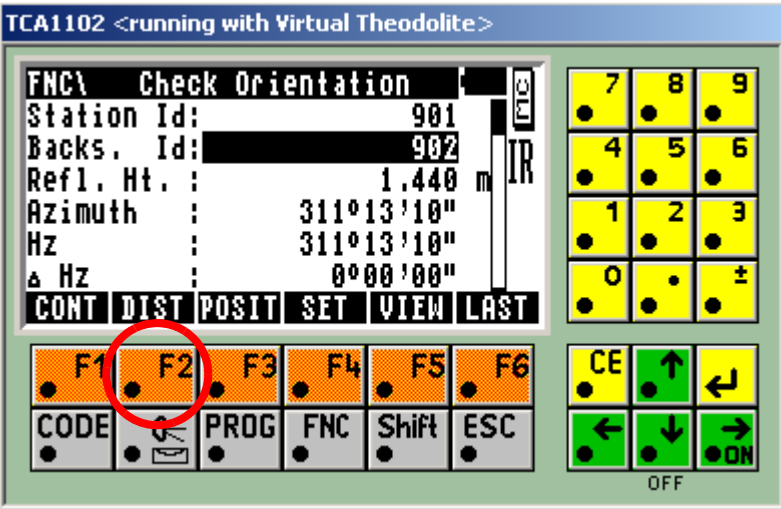 TCA1102 <running with Virtual Theodolite>
FNC\ Check Orientation
MC
Station Id: 901
Backs. Id: 902
IR
Refl. Ht. : 1.440 m
Azimuth : 311°13'10"
Hz : 311°13'10"
△ Hz : 0°00'00"
CONT DIST POSIT SET VIEW LAST
7 8 9
4 5 6
1 2 3
0 . ±
F1 F2 F3 F4 F5 F6
CE
CODE PROG FNC Shift ESC
ON
OFF